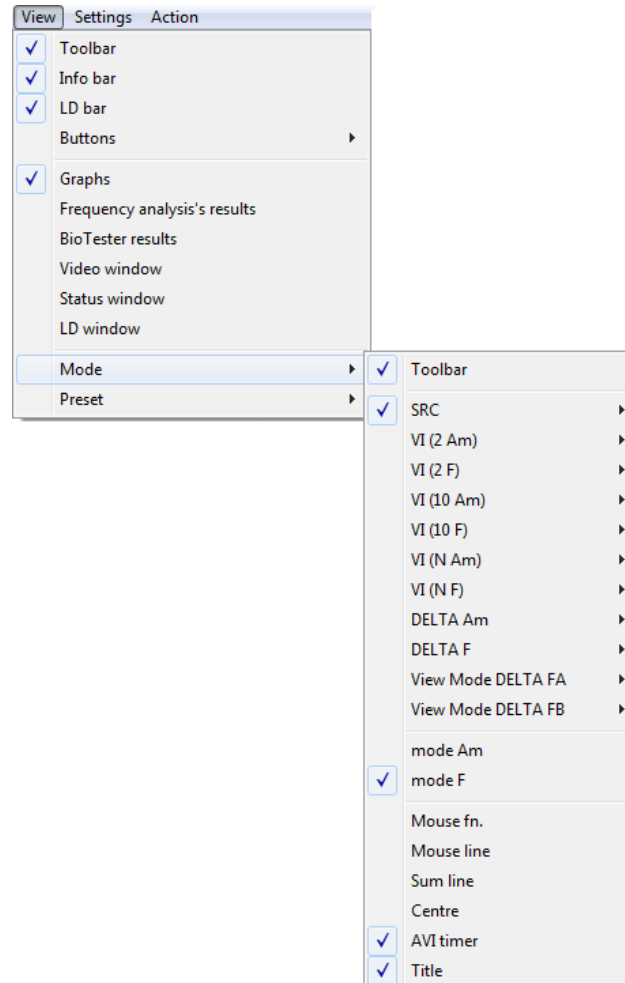 View Settings Action
Toolbar
Info bar
LD bar
Buttons
Graphs
Frequency analysis's results
BioTester results
Video window
Status window
LD window
Mode
Preset
Toolbar
SRC
VI (2 Am)
VI (2 F)
VI (10 Am)
VI (10 F)
VI (N Am)
VI (N F)
DELTA Am
DELTA F
View Mode DELTA FA
View Mode DELTA FB
mode Am
mode F
Mouse fn.
Mouse line
Sum line
Centre
AVI timer
Title